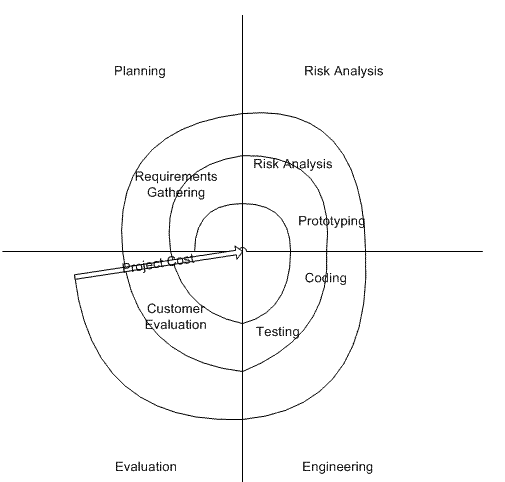 Planning
Risk Analysis
Risk Analysis
Requirements
Gathering
Prototyping
Project Cost
Coding
Customer
Evaluation
Testing
Evaluation
Engineering